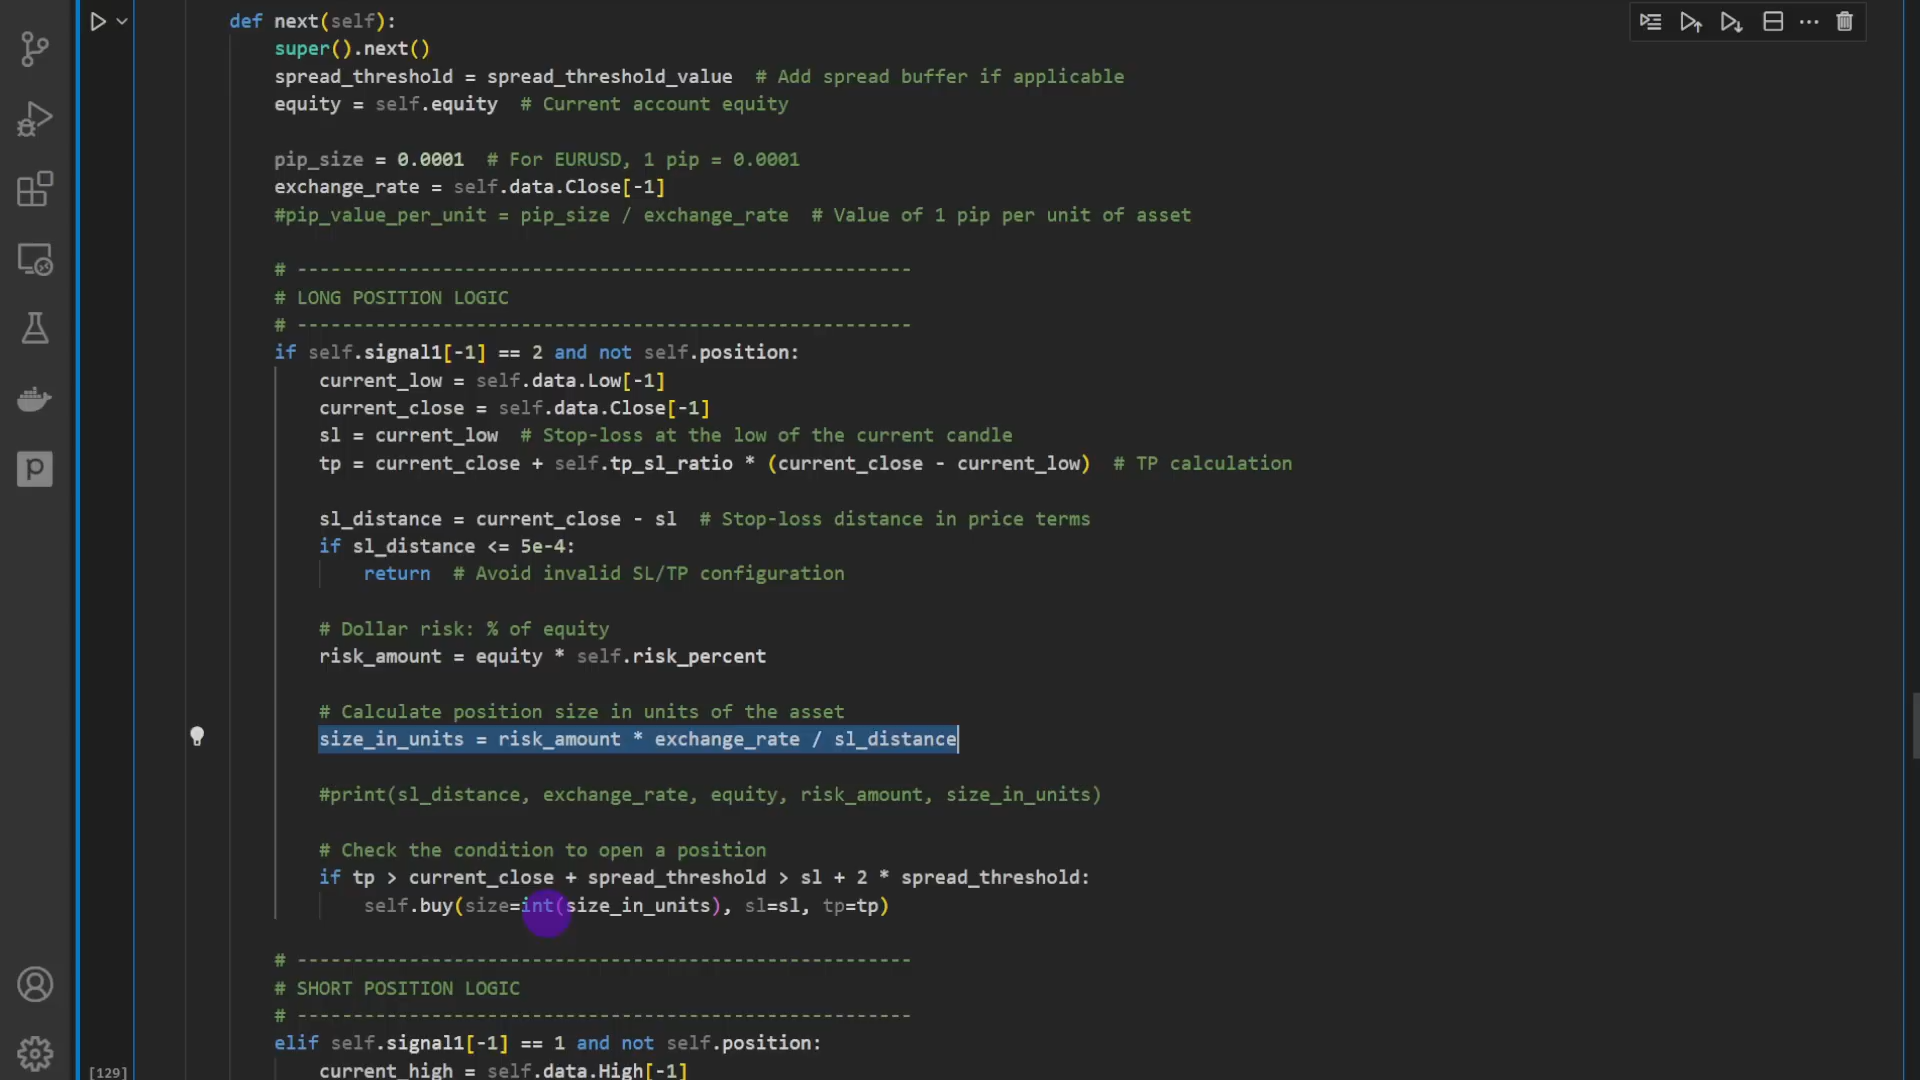 def next(self):
super().next()
spread_threshold = spread_threshold_value  # Add spread buffer if applicable
equity = self.equity  # Current account equity
pip_size = 0.0001  # For EURUSD, 1 pip = 0.0001
exchange_rate = self.data.Close[-1]
#pip_value_per_unit = pip_size / exchange_rate  # Value of 1 pip per unit of asset
# -------------------------------------------------------
# LONG POSITION LOGIC
# -------------------------------------------------------
if self.signal1[-1] == 2 and not self.position:
current_low = self.data.Low[-1]
current_close = self.data.Close[-1]
sl = current_low  # Stop-loss at the low of the current candle
tp = current_close + self.tp_sl_ratio * (current_close - current_low)  # TP calculation
sl_distance = current_close - sl  # Stop-loss distance in price terms
if sl_distance <= 5e-4:
return  # Avoid invalid SL/TP configuration
# Dollar risk: % of equity
risk_amount = equity * self.risk_percent
# Calculate position size in units of the asset
size_in_units = risk_amount * exchange_rate / sl_distance
#print(sl_distance, exchange_rate, equity, risk_amount, size_in_units)
# Check the condition to open a position
if tp > current_close + spread_threshold > sl + 2 * spread_threshold:
self.buy(size=int(size_in_units), sl=sl, tp=tp)
# -------------------------------------------------------
# SHORT POSITION LOGIC
# -------------------------------------------------------
elif self.signal1[-1] == 1 and not self.position:
[129]
current_high = self.data.High[-1]